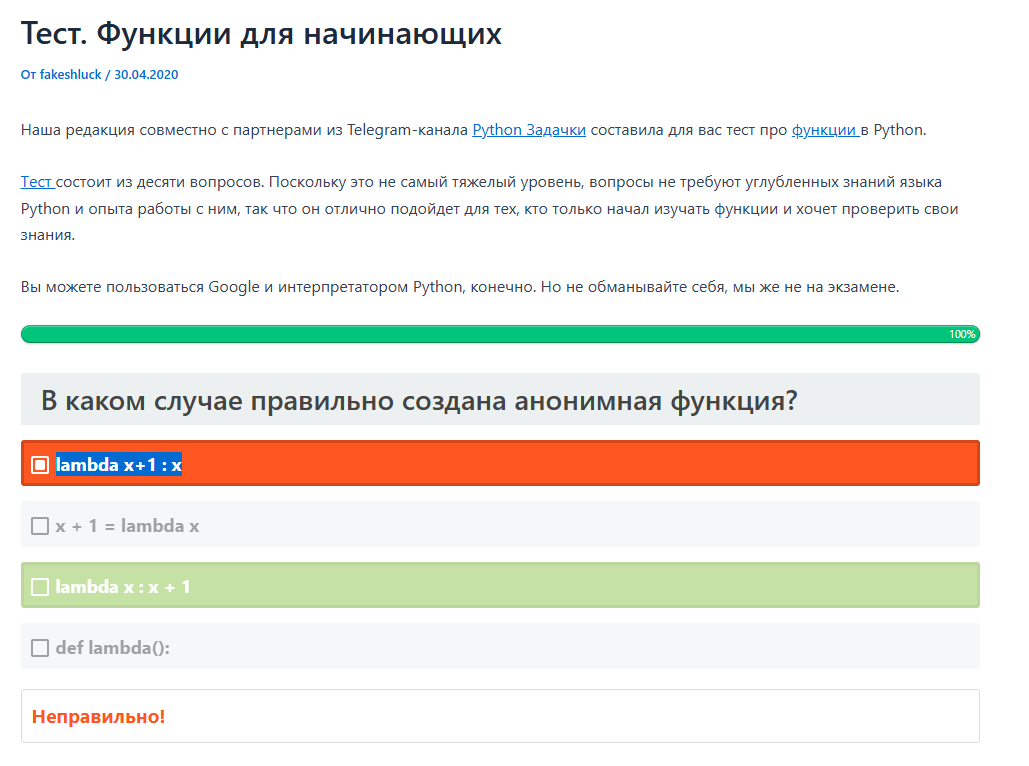 Тест. Функции для начинающих
От fakeshluck / 30.04.2020
Наша редакция совместно с партнерами из Telegram-канала Python Задачки составила для вас тест про функции в Python.
Тест состоит из десяти вопросов. Поскольку это не самый тяжелый уровень, вопросы не требуют углубленных знаний языка
Python и опыта работы с ним, так что он отлично подойдет для тех, кто только начал изучать функции и хочет проверить свои
знания.
Вы можете пользоваться Google и интерпретатором Python, конечно. Но не обманывайте себя, мы же не на экзамене.
100%
В каком случае правильно создана анонимная функция?
lambda x+1 : x
x + 1 = lambda x
lambda x : x + 1
def lambda():
Неправильно!